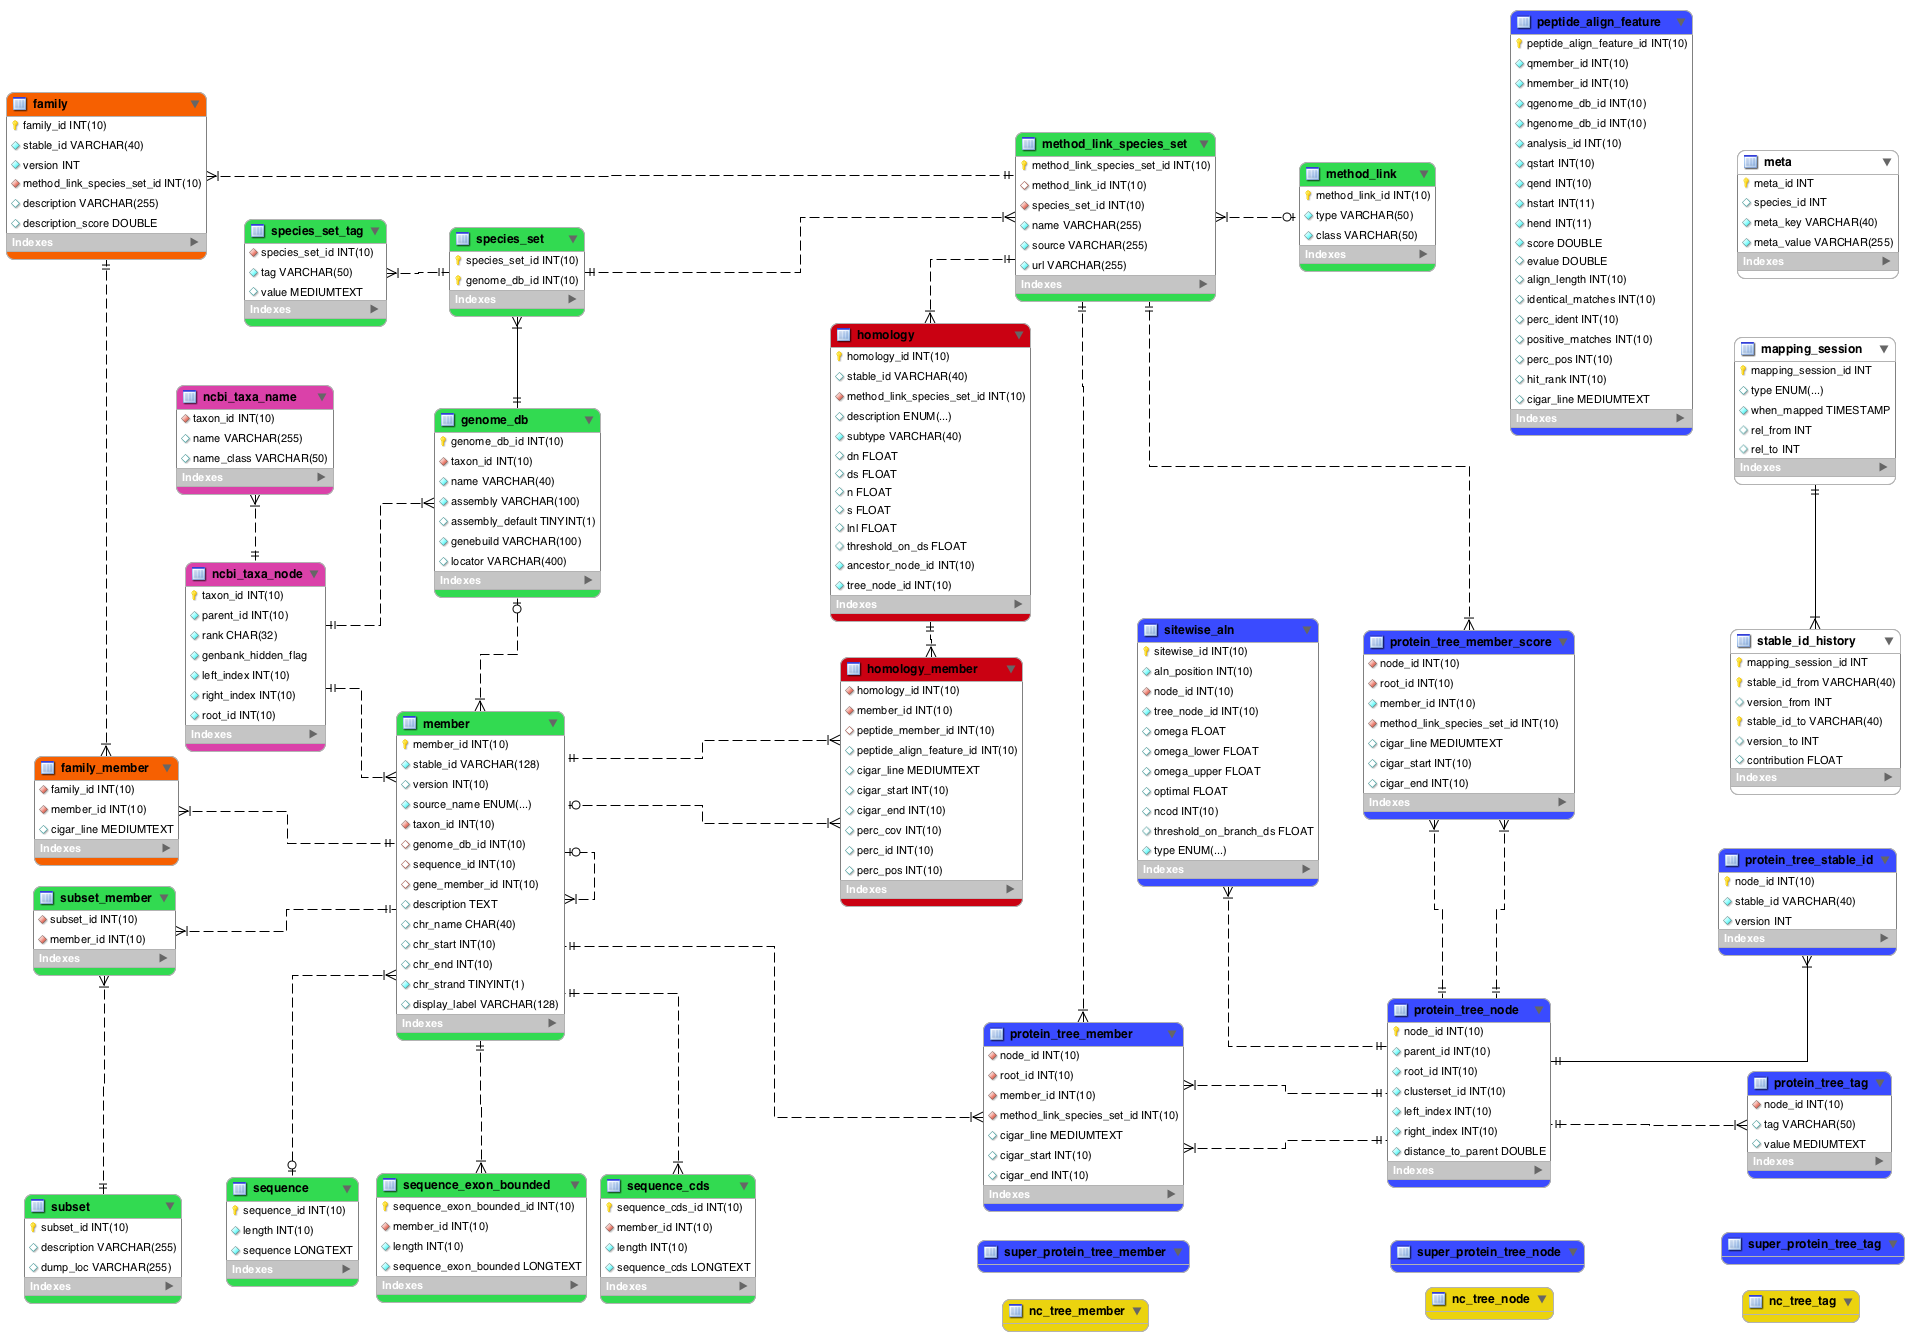 peptide_align_feature
peptide_align_feature_id INT(10)
qmember_id INT(10)
hmember_id INT(10)
qgenome_db_id INT(10)
hgenome_db_id INT(10)
analysis_id INT(10)
qstart INT(10)
qend INT(10)
hstart INT(11)
hend INT(11)
score DOUBLE
evalue DOUBLE
align_length INT(10)
identical_matches INT(10)
perc_ident INT(10)
positive_matches INT(10)
perc_pos INT(10)
hit_rank INT(10)
cigar_line MEDIUMTEXT
Indexes
family
family_id INT(10)
stable_id VARCHAR(40)
version INT
method_link_species_set_id INT(10)
description VARCHAR(255)
description_score DOUBLE
Indexes
method_link_species_set
method_link_species_set_id INT(10)
method_link_id INT(10)
species_set_id INT(10)
name VARCHAR(255)
source VARCHAR(255)
url VARCHAR(255)
Indexes
method_link
method_link_id INT(10)
type VARCHAR(50)
class VARCHAR(50)
Indexes
meta
meta_id INT
species_id INT
meta_key VARCHAR(40)
meta_value VARCHAR(255)
Indexes
species_set_tag
species_set_id INT(10)
tag VARCHAR(50)
value MEDIUMTEXT
Indexes
species_set
species_set_id INT(10)
genome_db_id INT(10)
Indexes
homology
homology_id INT(10)
stable_id VARCHAR(40)
method_link_species_set_id INT(10)
description ENUM(...)
subtype VARCHAR(40)
dn FLOAT
ds FLOAT
n FLOAT
s FLOAT
lnl FLOAT
threshold_on_ds FLOAT
ancestor_node_id INT(10)
tree_node_id INT(10)
Indexes
mapping_session
mapping_session_id INT
type ENUM(...)
when_mapped TIMESTAMP
rel_from INT
rel_to INT
Indexes
ncbi_taxa_name
taxon_id INT(10)
name VARCHAR(255)
name_class VARCHAR(50)
Indexes
genome_db
genome_db_id INT(10)
taxon_id INT(10)
name VARCHAR(40)
assembly VARCHAR(100)
assembly_default TINYINT(1)
genebuild VARCHAR(100)
locator VARCHAR(400)
Indexes
ncbi_taxa_node
taxon_id INT(10)
parent_id INT(10)
rank CHAR(32)
genbank_hidden_flag
left_index INT(10)
right_index INT(10)
root_id INT(10)
Indexes
sitewise_aln
sitewise_id INT(10)
aln_position INT(10)
node_id INT(10)
tree_node_id INT(10)
omega FLOAT
omega_lower FLOAT
omega_upper FLOAT
optimal FLOAT
ncod INT(10)
threshold_on_branch_ds FLOAT
type ENUM(...)
Indexes
protein_tree_member_score
node_id INT(10)
root_id INT(10)
member_id INT(10)
method_link_species_set_id INT(10)
cigar_line MEDIUMTEXT
cigar_start INT(10)
cigar_end INT(10)
Indexes
stable_id_history
mapping_session_id INT
stable_id_from VARCHAR(40)
version_from INT
stable_id_to VARCHAR(40)
version_to INT
contribution FLOAT
Indexes
homology_member
homology_id INT(10)
member_id INT(10)
peptide_member_id INT(10)
peptide_align_feature_id INT(10)
cigar_line MEDIUMTEXT
cigar_start INT(10)
cigar_end INT(10)
perc_cov INT(10)
perc_id INT(10)
perc_pos INT(10)
Indexes
member
member_id INT(10)
stable_id VARCHAR(128)
version INT(10)
source_name ENUM(...)
taxon_id INT(10)
genome_db_id INT(10)
sequence_id INT(10)
gene_member_id INT(10)
description TEXT
chr_name CHAR(40)
chr_start INT(10)
chr_end INT(10)
chr_strand TINYINT(1)
display_label VARCHAR(128)
Indexes
family_member
family_id INT(10)
member_id INT(10)
cigar_line MEDIUMTEXT
Indexes
subset_member
subset_id INT(10)
member_id INT(10)
Indexes
protein_tree_stable_id
node_id INT(10)
stable_id VARCHAR(40)
version INT
Indexes
protein_tree_node
node_id INT(10)
parent_id INT(10)
root_id INT(10)
clusterset_id INT(10)
left_index INT(10)
right_index INT(10)
distance_to_parent DOUBLE
Indexes
protein_tree_member
node_id INT(10)
root_id INT(10)
member_id INT(10)
method_link_species_set_id INT(10)
cigar_line MEDIUMTEXT
cigar_start INT(10)
cigar_end INT(10)
Indexes
protein_tree_tag
node_id INT(10)
tag VARCHAR(50)
value MEDIUMTEXT
Indexes
subset
subset_id INT(10)
description VARCHAR(255)
dump_loc VARCHAR(255)
Indexes
sequence
sequence_id INT(10)
length INT(10)
sequence LONGTEXT
Indexes
sequence_exon_bounded
sequence_exon_bounded_id INT(10)
member_id INT(10)
length INT(10)
sequence_exon_bounded LONGTEXT
Indexes
sequence_cds
sequence_cds_id INT(10)
member_id INT(10)
length INT(10)
sequence_cds LONGTEXT
Indexes
super_protein_tree_member
super_protein_tree_node
super_protein_tree_tag
nc_tree_member
nc_tree_node
nc_tree_tag